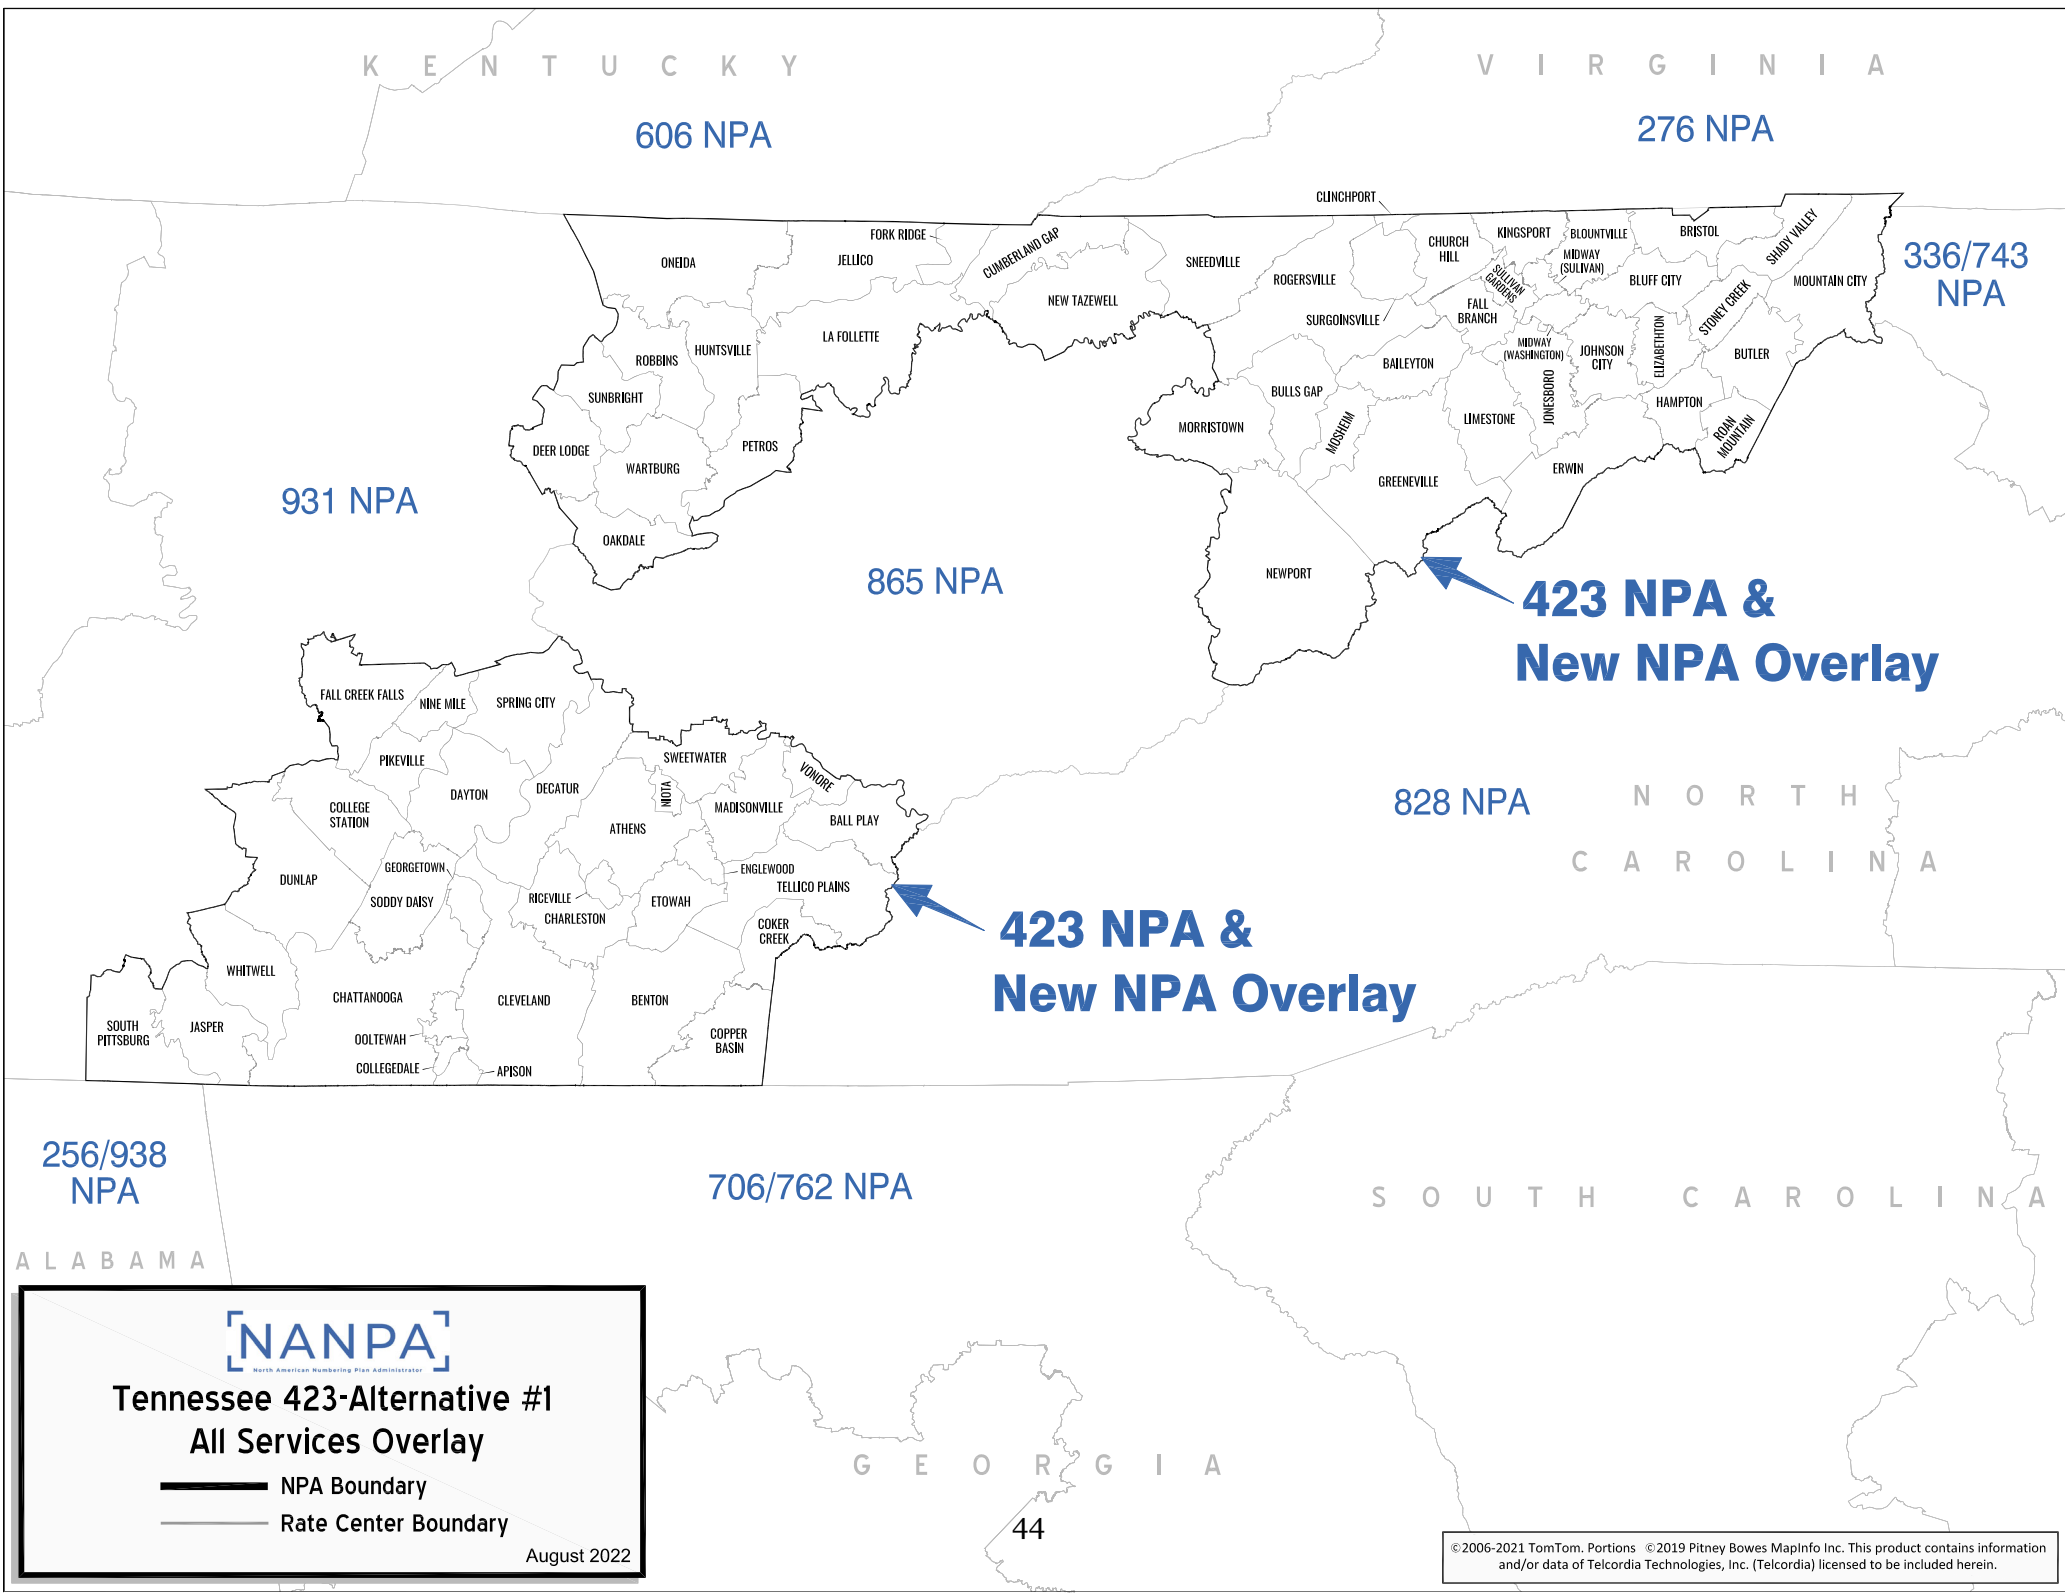 K E N T U C K Y
V I R G I N I A
606 NPA
276 NPA
CLINCHPORT
FORK RIDGE
CUMBERLAND GAP
ONEIDA
JELLICO
SNEEDVILLE
ROGERSVILLE
CHURCH
HILL
KINGSPORT
BLOUNTVILLE
BRISTOL
SHADY VALLEY
MIDWAY
(SULIVAN)
SULLIVAN
GARDENS
BLUFF CITY
MOUNTAIN CITY
336/743
NPA
NEW TAZEWELL
SURGOINSVILLE
FALL
BRANCH
STONEY CREEK
LA FOLLETTE
HUNTSVILLE
ROBBINS
BAILEYTON
MIDWAY
(WASHINGTON)
JOHNSON
CITY
ELIZABETHTON
BUTLER
SUNBRIGHT
BULLS GAP
JONESBORO
HAMPTON
MORRISTOWN
MOSHEIM
LIMESTONE
ROAN
MOUNTAIN
DEER LODGE
WARTBURG
PETROS
ERWIN
GREENEVILLE
931 NPA
OAKDALE
865 NPA
NEWPORT
423 NPA &
New NPA Overlay
FALL CREEK FALLS
NINE MILE
SPRING CITY
PIKEVILLE
SWEETWATER
VONORE
DAYTON
DECATUR
NIOTA
MADISONVILLE
COLLEGE
STATION
ATHENS
BALL PLAY
828 NPA
N O R T H
C A R O L I N A
GEORGETOWN
ENGLEWOOD
DUNLAP
TELLICO PLAINS
SODDY DAISY
RICEVILLE
ETOWAH
CHARLESTON
COKER
CREEK
423 NPA &
New NPA Overlay
WHITWELL
CHATTANOOGA
CLEVELAND
BENTON
SOUTH
PITTSBURG
JASPER
OOLTEWAH
COPPER
BASIN
COLLEGEDALE
APISON
256/938
NPA
706/762 NPA
S O U T H C A R O L I N A
A L A B A M A
G E O R G I A
NANPA
North American Numbering Plan Administrator
Tennessee 423-Alternative #1
All Services Overlay
NPA Boundary
Rate Center Boundary
August 2022
44
©2006-2021 TomTom. Portions ©2019 Pitney Bowes MapInfo Inc. This product contains information
and/or data of Telcordia Technologies, Inc. (Telcordia) licensed to be included herein.